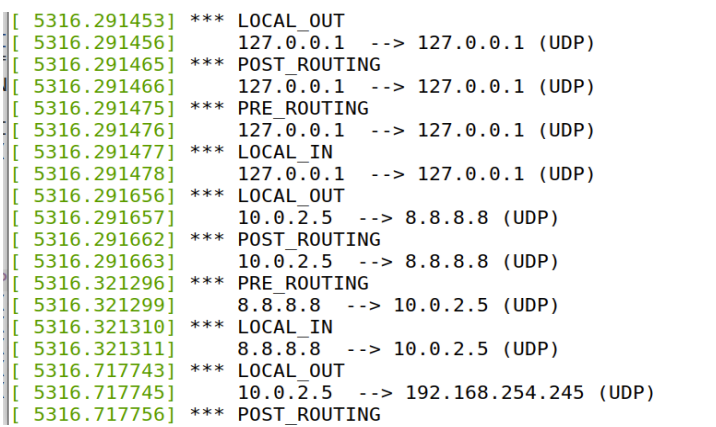 [ 5316.291453] *** LOCAL_OUT
[ 5316.291456]     127.0.0.1  --> 127.0.0.1 (UDP)
[ 5316.291465] *** POST_ROUTING
[ 5316.291466]     127.0.0.1  --> 127.0.0.1 (UDP)
[ 5316.291475] *** PRE_ROUTING
[ 5316.291476]     127.0.0.1  --> 127.0.0.1 (UDP)
[ 5316.291477] *** LOCAL_IN
[ 5316.291478]     127.0.0.1  --> 127.0.0.1 (UDP)
[ 5316.291656] *** LOCAL_OUT
[ 5316.291657]     10.0.2.5  --> 8.8.8.8 (UDP)
[ 5316.291662] *** POST_ROUTING
[ 5316.291663]     10.0.2.5  --> 8.8.8.8 (UDP)
[ 5316.321296] *** PRE_ROUTING
[ 5316.321299]     8.8.8.8  --> 10.0.2.5 (UDP)
[ 5316.321310] *** LOCAL_IN
[ 5316.321311]     8.8.8.8  --> 10.0.2.5 (UDP)
[ 5316.717743] *** LOCAL_OUT
[ 5316.717745]     10.0.2.5  --> 192.168.254.245 (UDP)
[ 5316.717756] *** POST_ROUTING